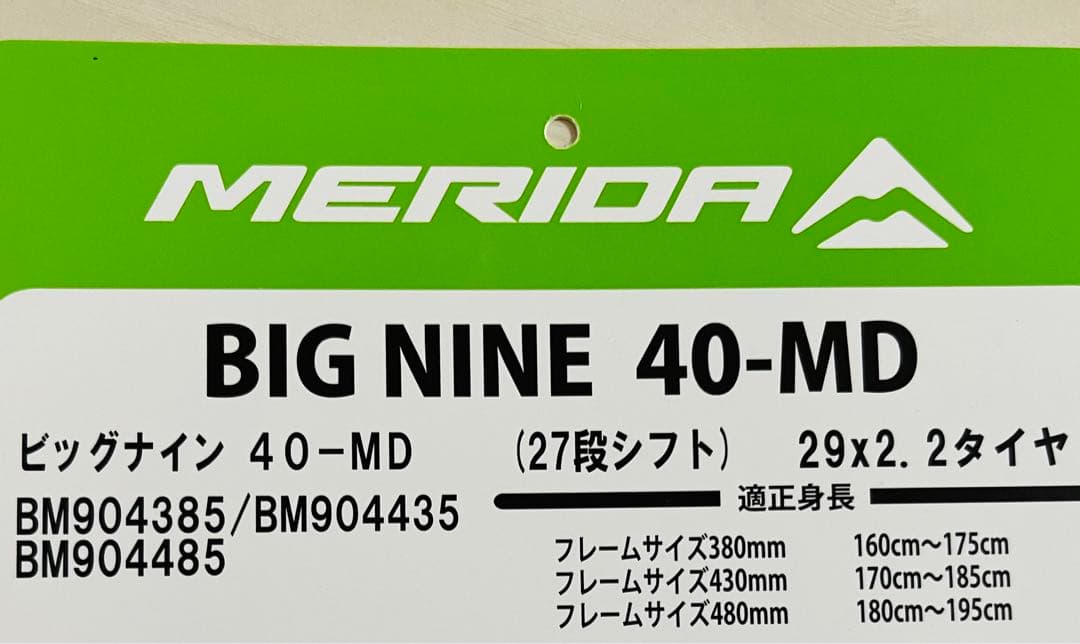 MERIDA
BIG NINE 40-MD
ビッグナイン 40-MD (27段シフト) 29x2.2タイヤ
BM904385/BM904435
BM904485
適正身長
フレームサイズ380mm 160cm〜175cm
フレームサイズ430mm 170cm〜185cm
フレームサイズ480mm 180cm〜195cm